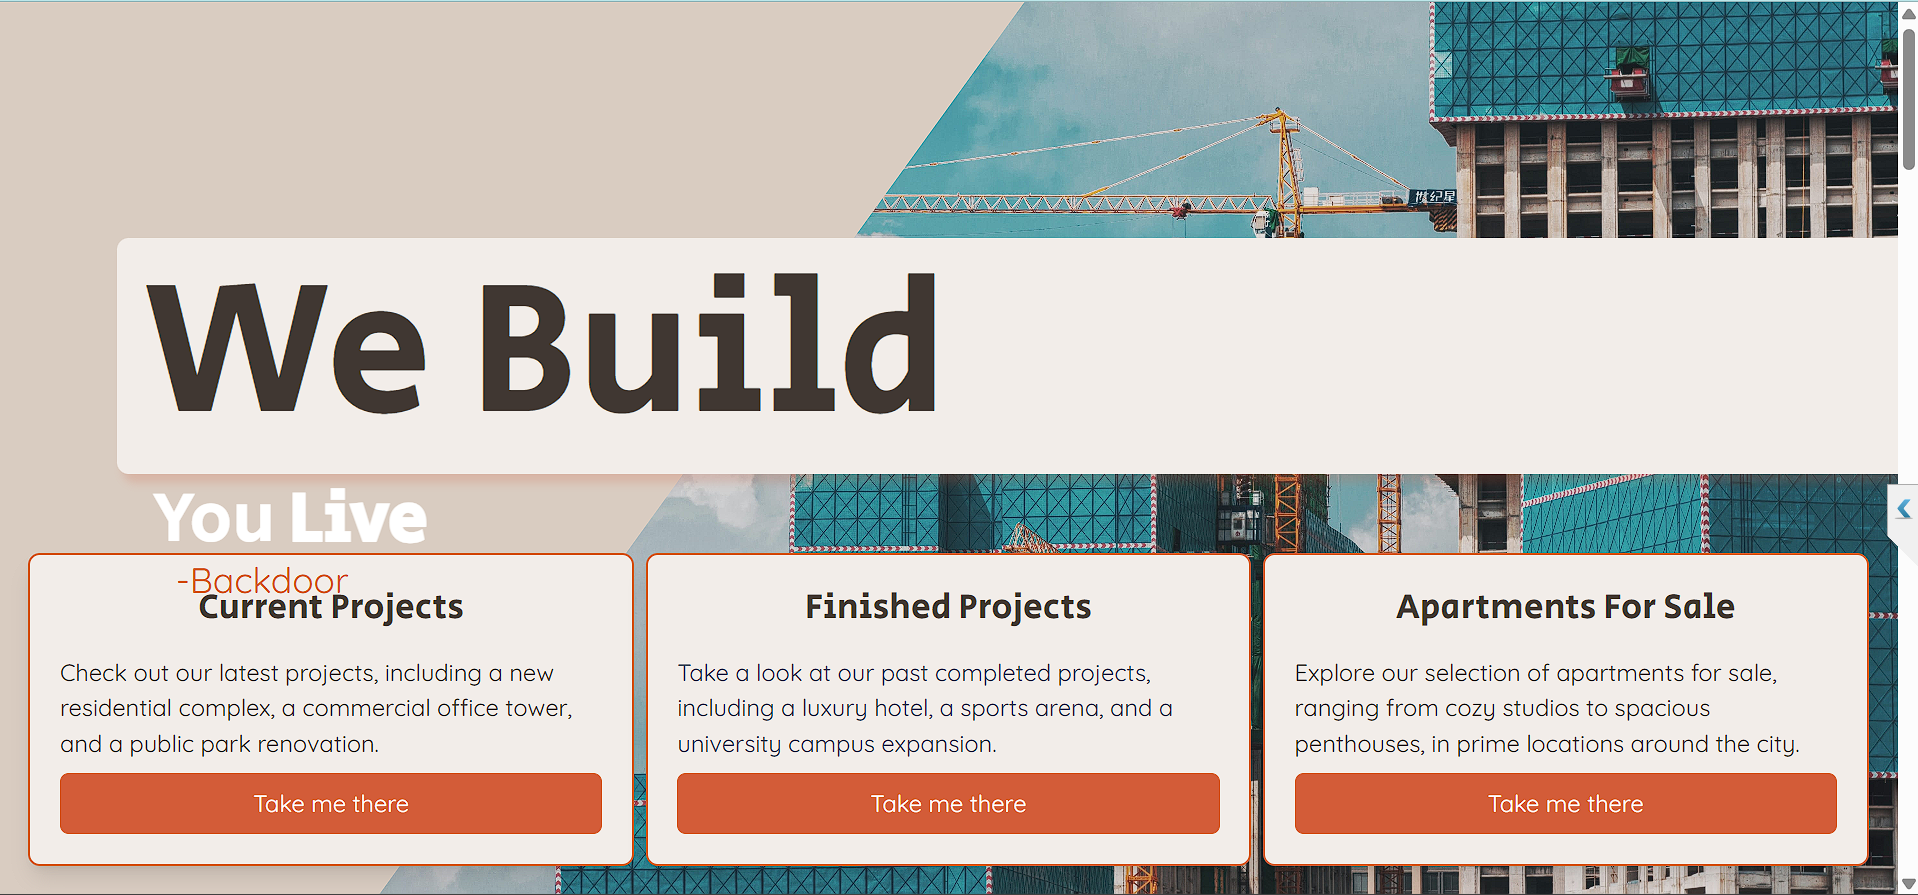 世纪星
We Build
You Live
-Backdoor
Current Projects
Check out our latest projects, including a new
residential complex, a commercial office tower,
and a public park renovation.
Take me there
Finished Projects
Take a look at our past completed projects,
including a luxury hotel, a sports arena, and a
university campus expansion.
Take me there
Apartments For Sale
Explore our selection of apartments for sale,
ranging from cozy studios to spacious
penthouses, in prime locations around the city.
Take me there